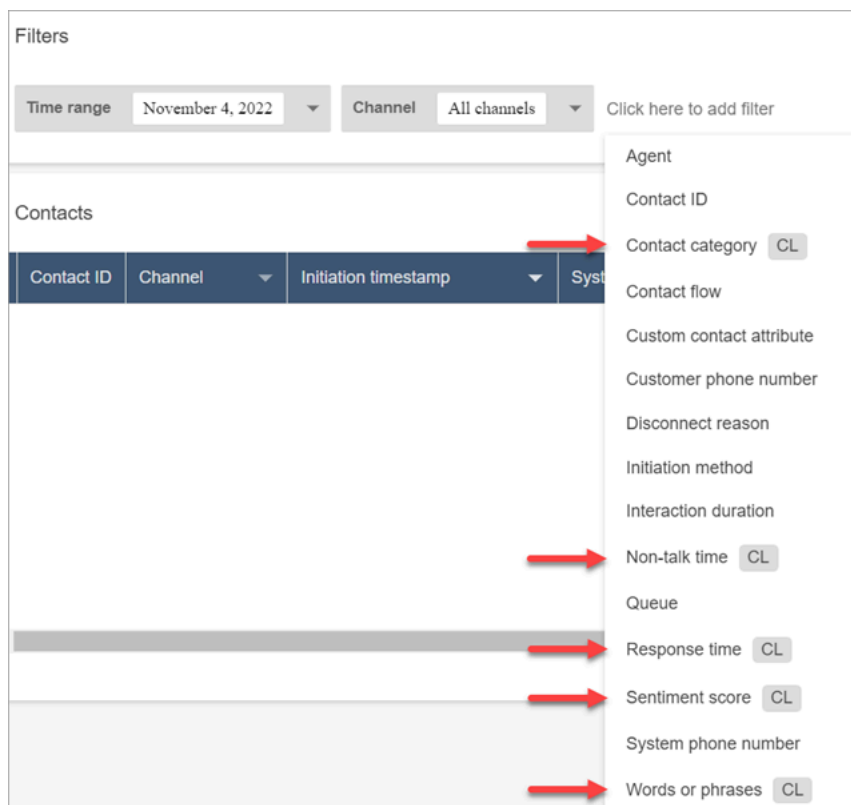 Filters
Time range November 4, 2022 Channel All channels Click here to add filter
Agent
Contact ID
Contacts
Contact category CL
Contact ID Channel Initiation timestamp Syst
Contact flow
Custom contact attribute
Customer phone number
Disconnect reason
Initiation method
Interaction duration
Non-talk time CL
Queue
Response time CL
Sentiment score CL
System phone number
Words or phrases CL